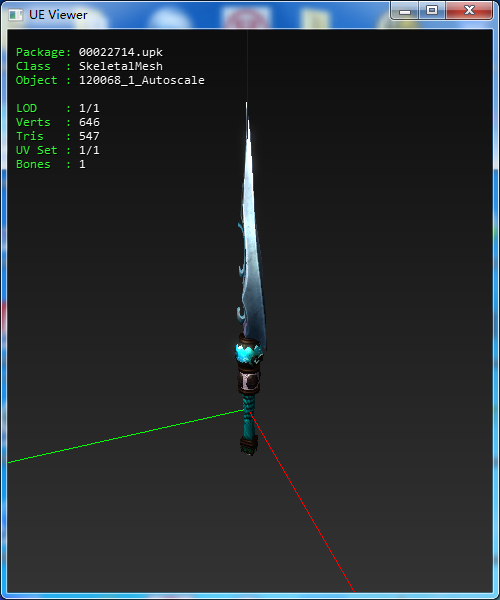 UE Viewer
Package: 00022714.upk
Class : SkeletalMesh
Object : 120068_1_Autoscale
LOD : 1/1
Verts : 646
Tris : 547
UV Set : 1/1
Bones : 1